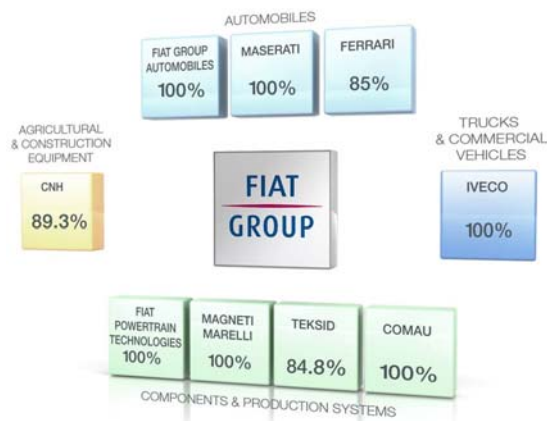 AUTOMOBILES
FIAT GROUP
AUTOMOBILES
100%
MASERATI
100%
FERRARI
85%
AGRICULTURAL
& CONSTRUCTION
EQUIPMENT
CNH
89.3%
FIAT
GROUP
TRUCKS
& COMMERCIAL
VEHICLES
IVECO
100%
FIAT
POWERTRAIN
TECHNOLOGIES
100%
MAGNETI
MARELLI
100%
TEKSID
84.8%
COMAU
100%
COMPONENTS & PRODUCTION SYSTEMS